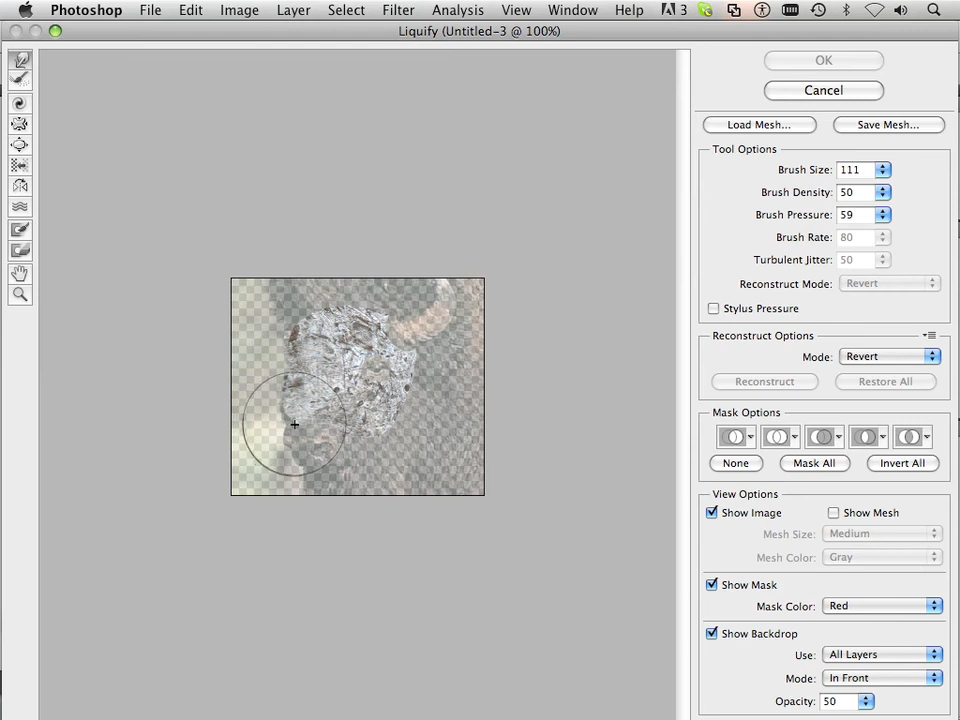 Photoshop File Edit Image Layer Select Filter Analysis View Window Help 3
Liquify (Untitled-3 @ 100%)
OK
Cancel
Load Mesh... Save Mesh...
Tool Options
Brush Size: 111
Brush Density: 50
Brush Pressure: 59
Brush Rate: 80
Turbulent Jitter: 50
Reconstruct Mode: Revert
Stylus Pressure
Reconstruct Options
Mode: Revert
Reconstruct Restore All
Mask Options
None Mask All Invert All
View Options
Show Image Show Mesh
Mesh Size: Medium
Mesh Color: Gray
Show Mask
Mask Color: Red
Show Backdrop
Use: All Layers
Mode: In Front
Opacity: 50